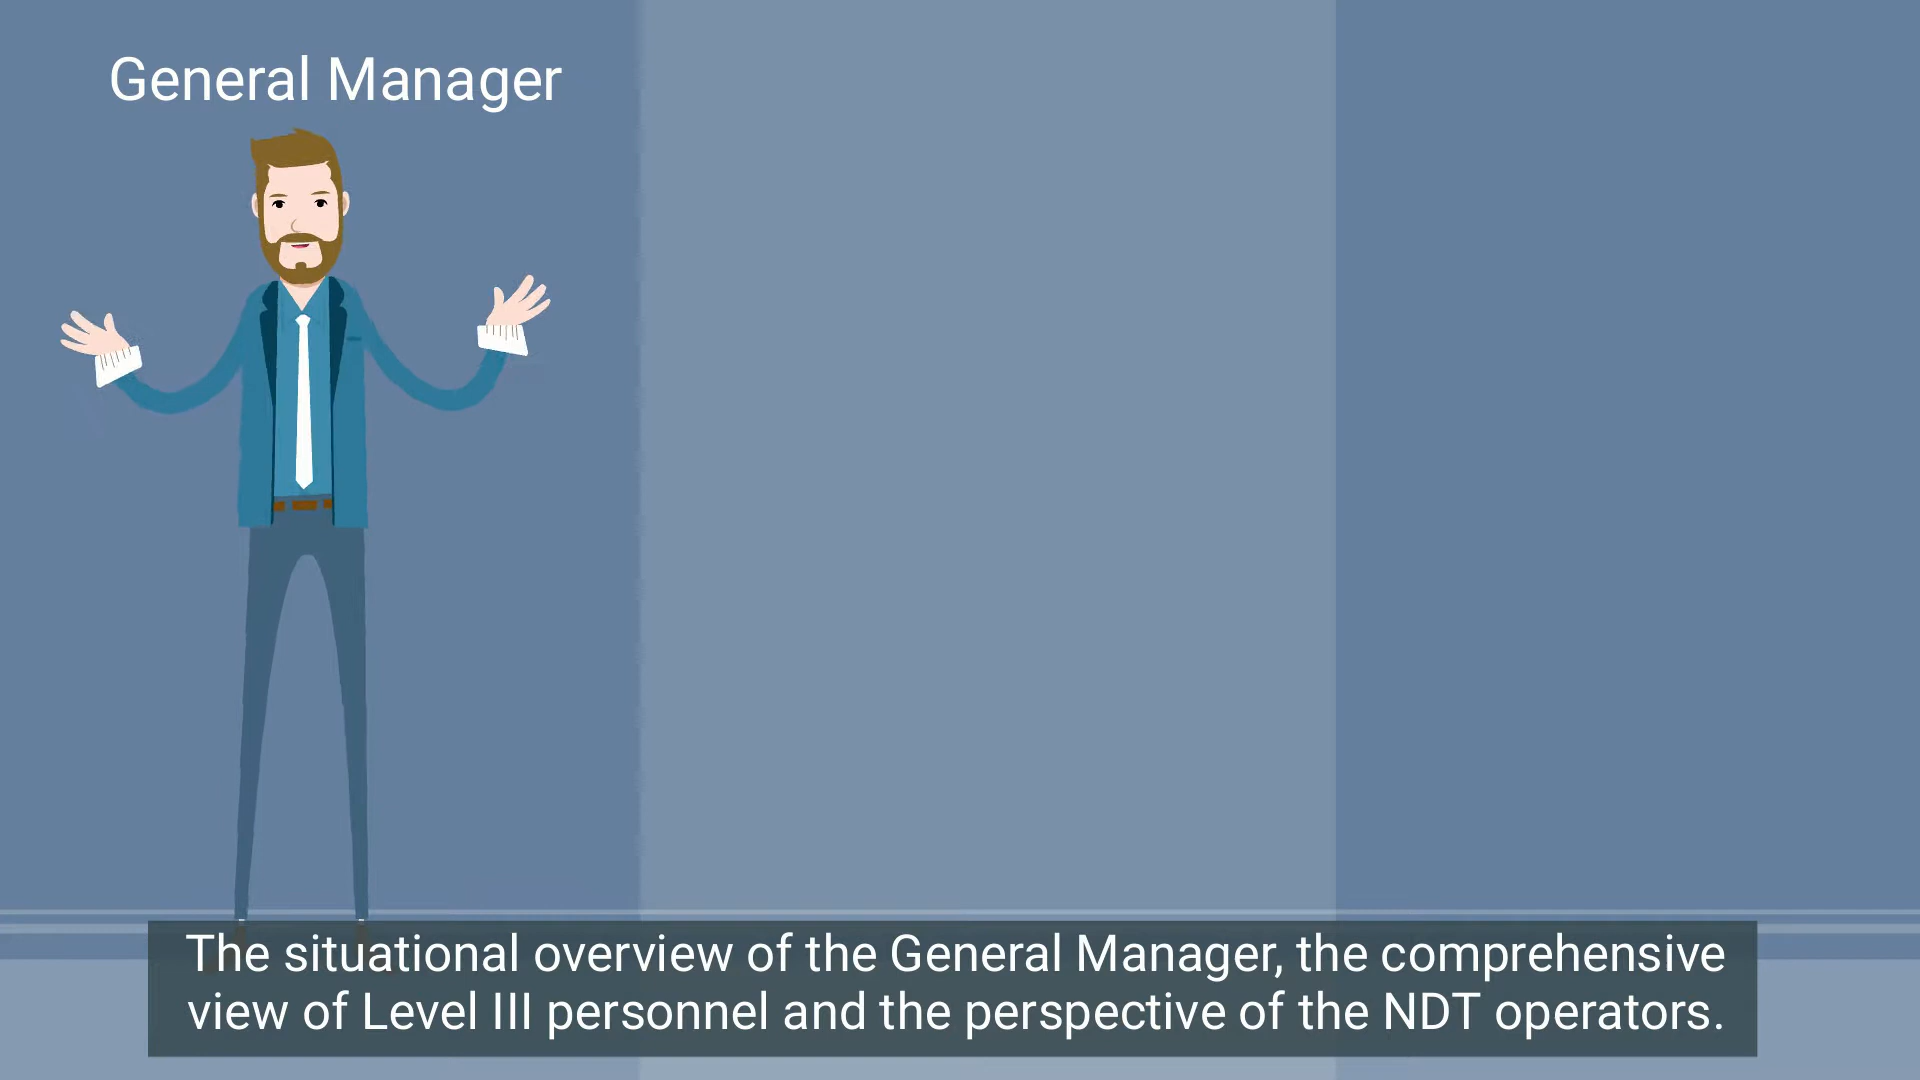 General Manager
The situational overview of the General Manager, the comprehensive
view of Level III personnel and the perspective of the NDT operators.